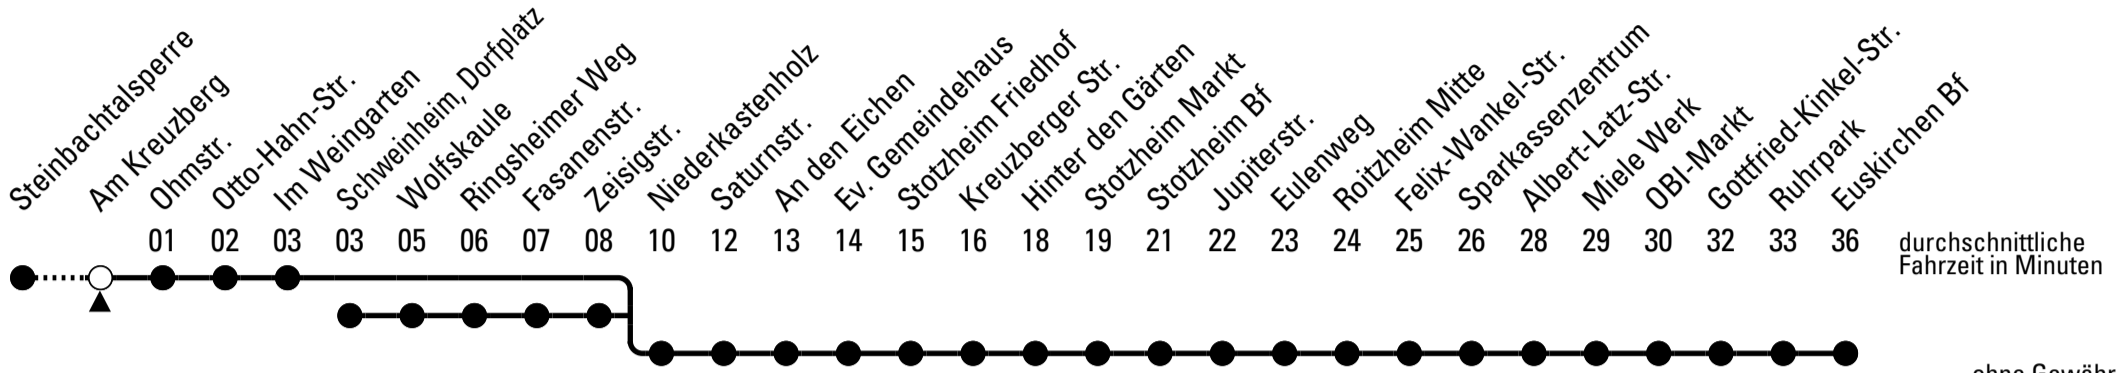 Steinbachtalsperre
Am Kreuzberg
Ohmstr.
Otto-Hahn-Str.
Im Weingarten
Schweinheim, Dorfplatz
Wolfskaule
Ringsheimer Weg
Fasanenstr.
Zeisigstr.
Niederkastenholz
Saturnstr.
An den Eichen
Ev. Gemeindehaus
Stotzheim Friedhof
Kreuzberger Str.
Hinter den Gärten
Stotzheim Markt
Stotzheim Bf
Jupiterstr.
Eulenweg
Roitzheim Mitte
Felix-Wankel-Str.
Sparkassenzentrum
Albert-Latz-Str.
Miele Werk
OBI-Markt
Gottfried-Kinkel-Str.
Ruhrpark
Euskirchen Bf
01 02 03 03 05 06 07 08 10 12 13 14 15 16 18 19 21 22 23 24 25 26 28 29 30 32 33 36
durchschnittliche
Fahrzeit in Minuten
ohne Gewähr